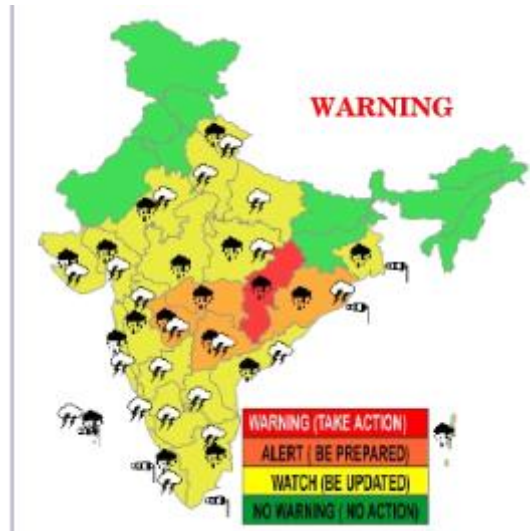 WARNING
WARNING (TAKE ACTION)
ALERT ( BE PREPARED)
WATCH (BE UPDATED)
NO WARNING ( NO ACTION)